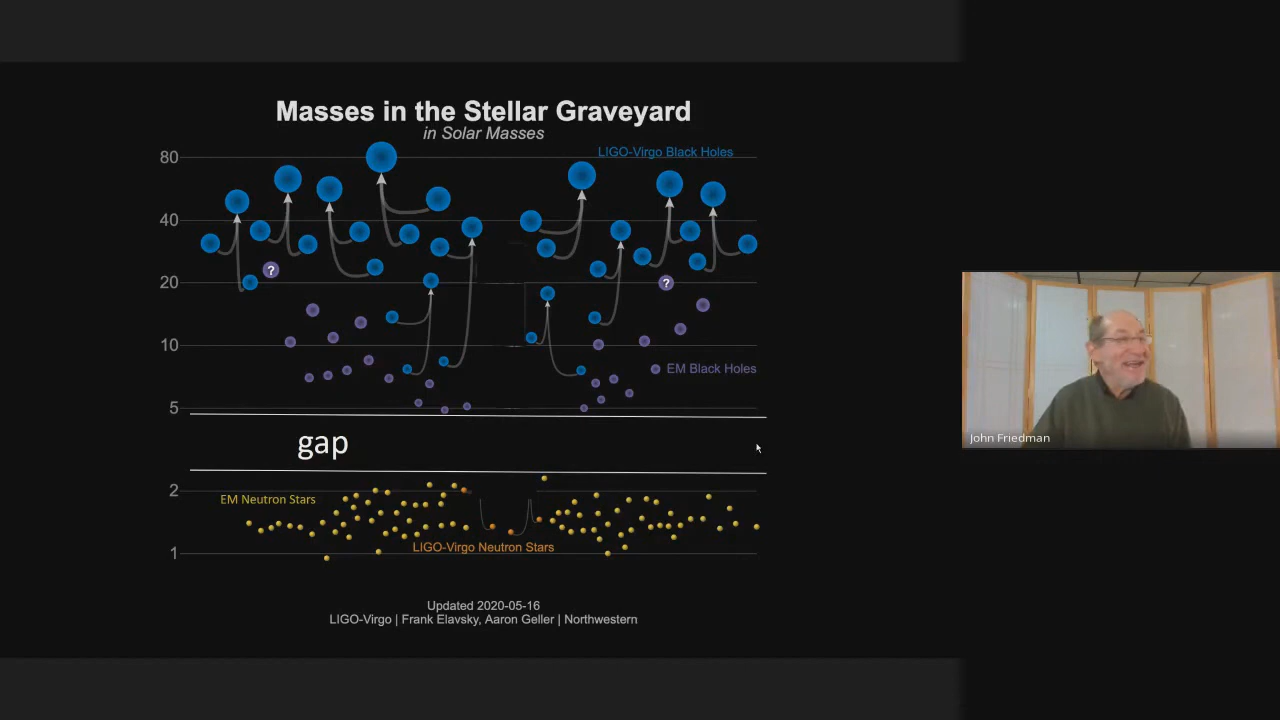 Masses in the Stellar Graveyard
in Solar Masses
80
LIGO-Virgo Black Holes
40
?
20
?
10
EM Black Holes
5
gap
John Friedman
2
EM Neutron Stars
LIGO-Virgo Neutron Stars
1
Updated 2020-05-16
LIGO-Virgo | Frank Elavsky, Aaron Geller | Northwestern